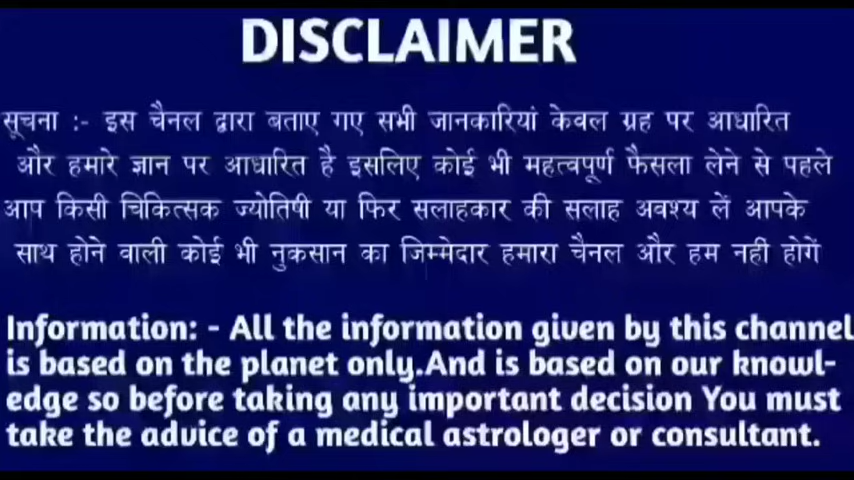 DISCLAIMER
सूचना :- इस चैनल द्वारा बताए गए सभी जानकारियां केवल ग्रह पर आधारित
और हमारे ज्ञान पर आधारित है इसलिए कोई भी महत्वपूर्ण फैसला लेने से पहले
आप किसी चिकित्सक ज्योतिषी या फिर सलाहकार की सलाह अवश्य लें आपके
साथ होने वाली कोई भी नुकसान का जिम्मेदार हमारा चैनल और हम नहीं होगें
Information: - All the information given by this channel
is based on the planet only.And is based on our knowl-
edge so before taking any important decision You must
take the advice of a medical astrologer or consultant.